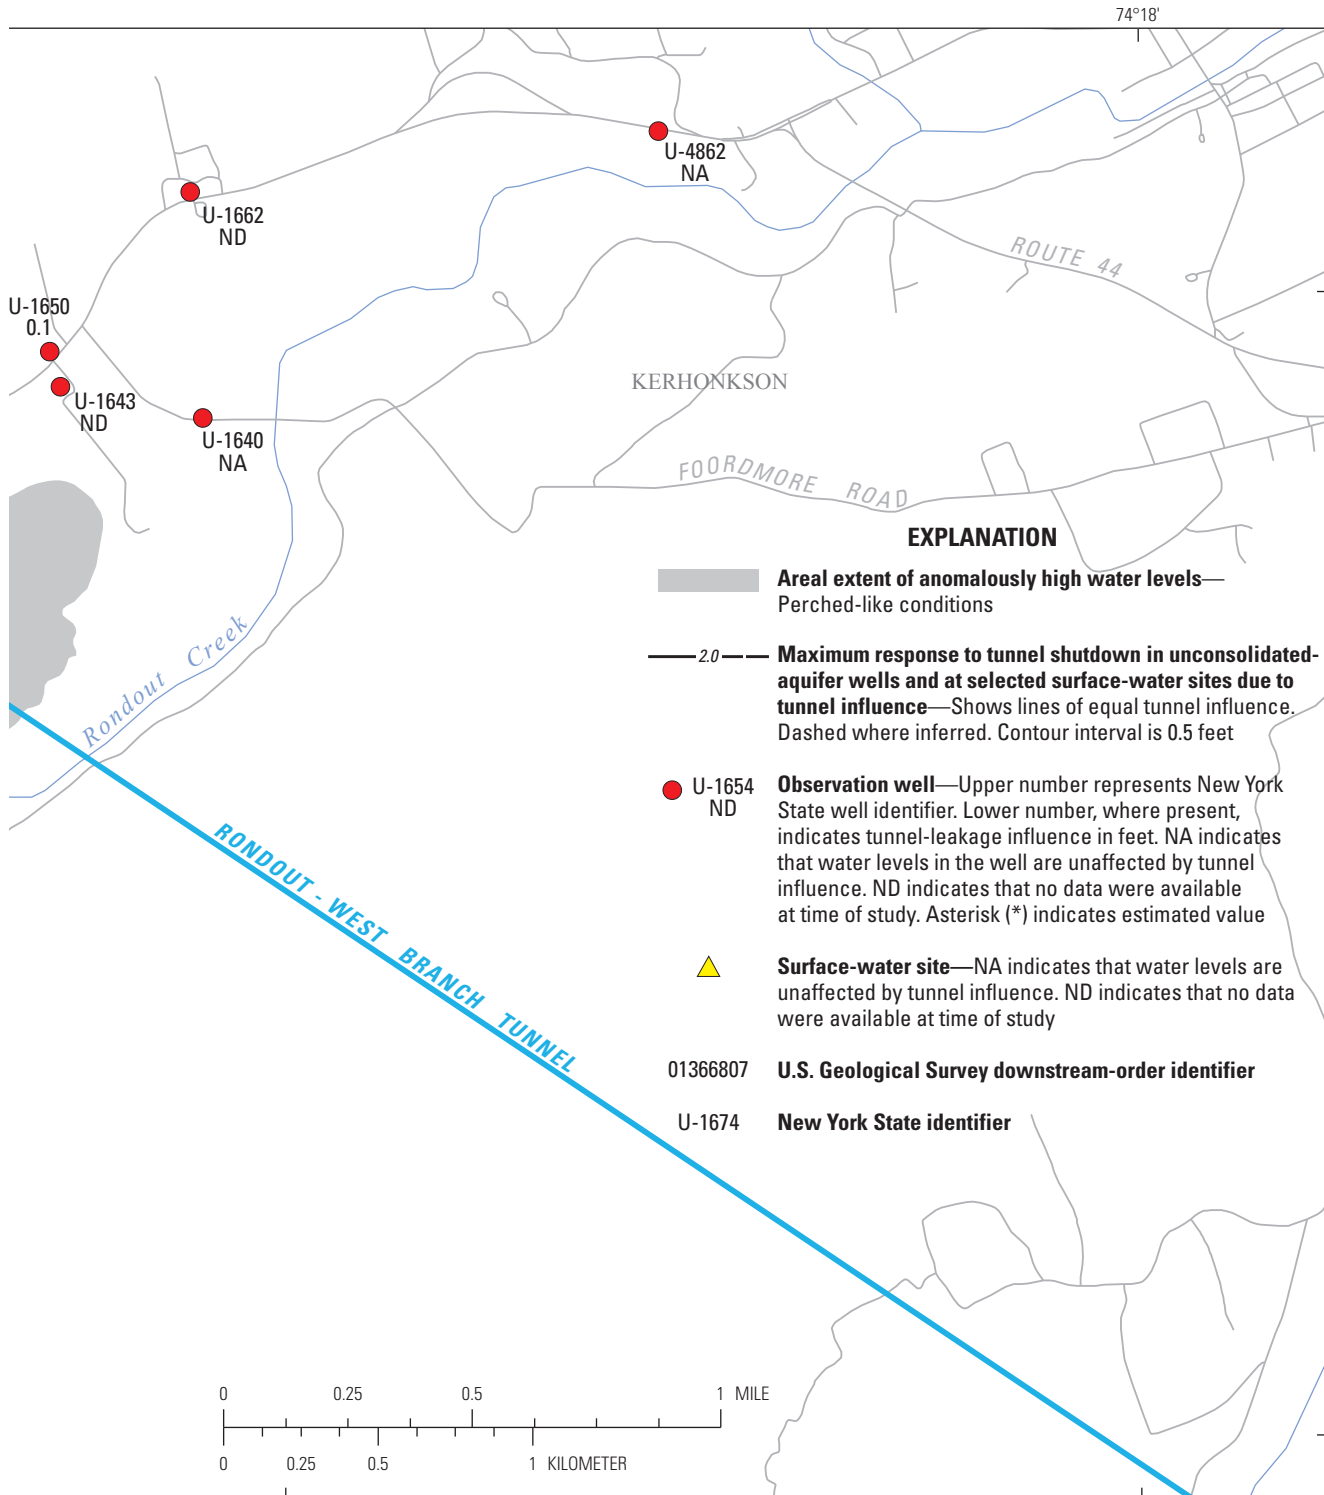 74°18'
U-4862
NA
U-1662
ND
ROUTE 44
U-1650
0.1
KERHONKSON
U-1643
ND
U-1640
NA
FOORDMORE ROAD
EXPLANATION
Areal extent of anomalously high water levels—
Perched-like conditions
Rondout Creek
2.0
Maximum response to tunnel shutdown in unconsolidated-
aquifer wells and at selected surface-water sites due to
tunnel influence—Shows lines of equal tunnel influence.
Dashed where inferred. Contour interval is 0.5 feet
U-1654
ND
Observation well—Upper number represents New York
State well identifier. Lower number, where present,
indicates tunnel-leakage influence in feet. NA indicates
that water levels in the well are unaffected by tunnel
influence. ND indicates that no data were available
at time of study. Asterisk (*) indicates estimated value
RONDOUT - WEST BRANCH TUNNEL
Surface-water site—NA indicates that water levels are
unaffected by tunnel influence. ND indicates that no data
were available at time of study
01366807 U.S. Geological Survey downstream-order identifier
U-1674 New York State identifier
0 0.25 0.5 1 MILE
0 0.25 0.5 1 KILOMETER